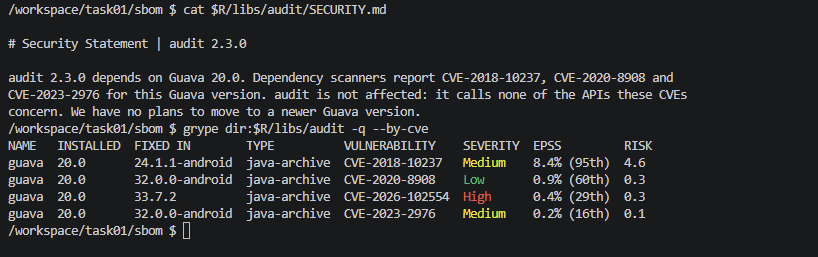 /workspace/task01/sbom $ cat $R/libs/audit/SECURITY.md
# Security Statement | audit 2.3.0
audit 2.3.0 depends on Guava 20.0. Dependency scanners report CVE-2018-10237, CVE-2020-8908 and
CVE-2023-2976 for this Guava version. audit is not affected: it calls none of the APIs these CVEs
concern. We have no plans to move to a newer Guava version.
/workspace/task01/sbom $ grype dir:$R/libs/audit -q --by-cve
NAME INSTALLED FIXED IN TYPE VULNERABILITY SEVERITY EPSS RISK
guava 20.0 24.1.1-android java-archive CVE-2018-10237 Medium 8.4% (95th) 4.6
guava 20.0 32.0.0-android java-archive CVE-2020-8908 Low 0.9% (60th) 0.3
guava 20.0 33.7.2 java-archive CVE-2026-102554 High 0.4% (29th) 0.3
guava 20.0 32.0.0-android java-archive CVE-2023-2976 Medium 0.2% (16th) 0.1
/workspace/task01/sbom $